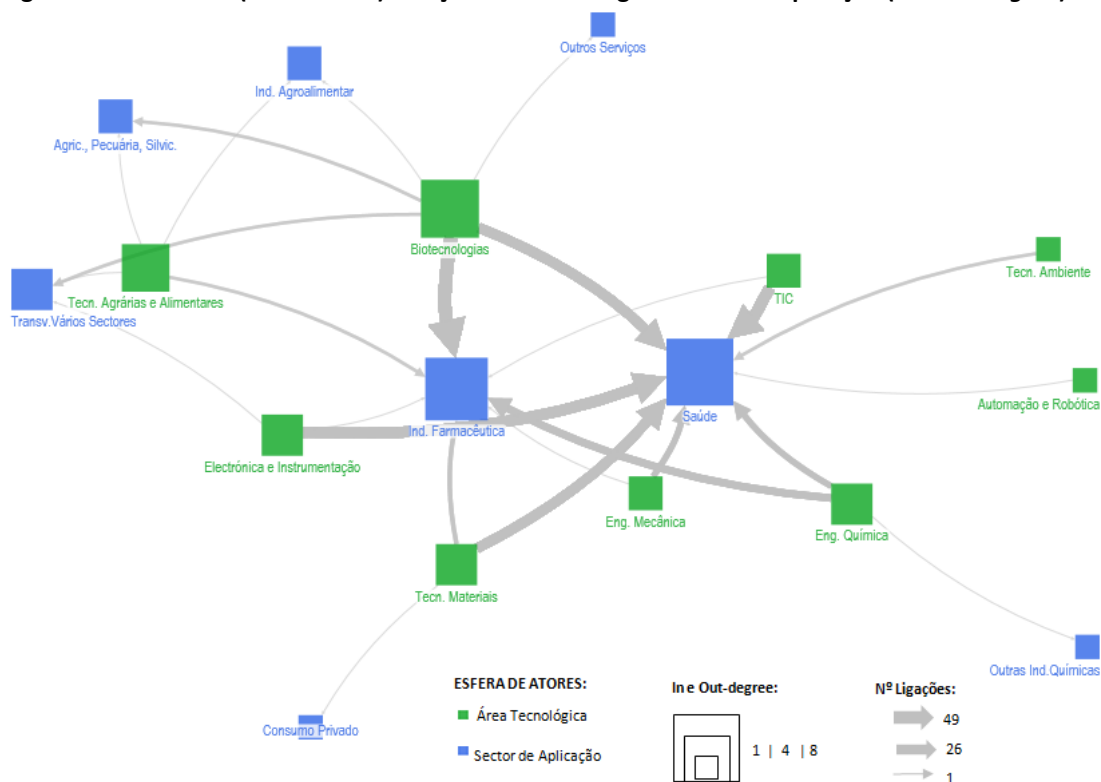 Outros Serviços
Ind. Agroalimentar
Agric., Pecuária, Silvic.
Biotecnologias
Tecn. Ambiente
TIC
Tecn. Agrárias e Alimentares
Transv.Vários Sectores
Automação e Robótica
Saúde
Ind. Farmacêutica
Electrónica e Instrumentação
Eng. Mecânica
Eng. Química
Tecn. Materiais
Outras Ind.Químicas
Consumo Privado
ESFERA DE ATORES:
Área Tecnológica
Sector de Aplicação
In e Out-degree:
1 | 4 | 8
Nº Ligações:
49
26
1